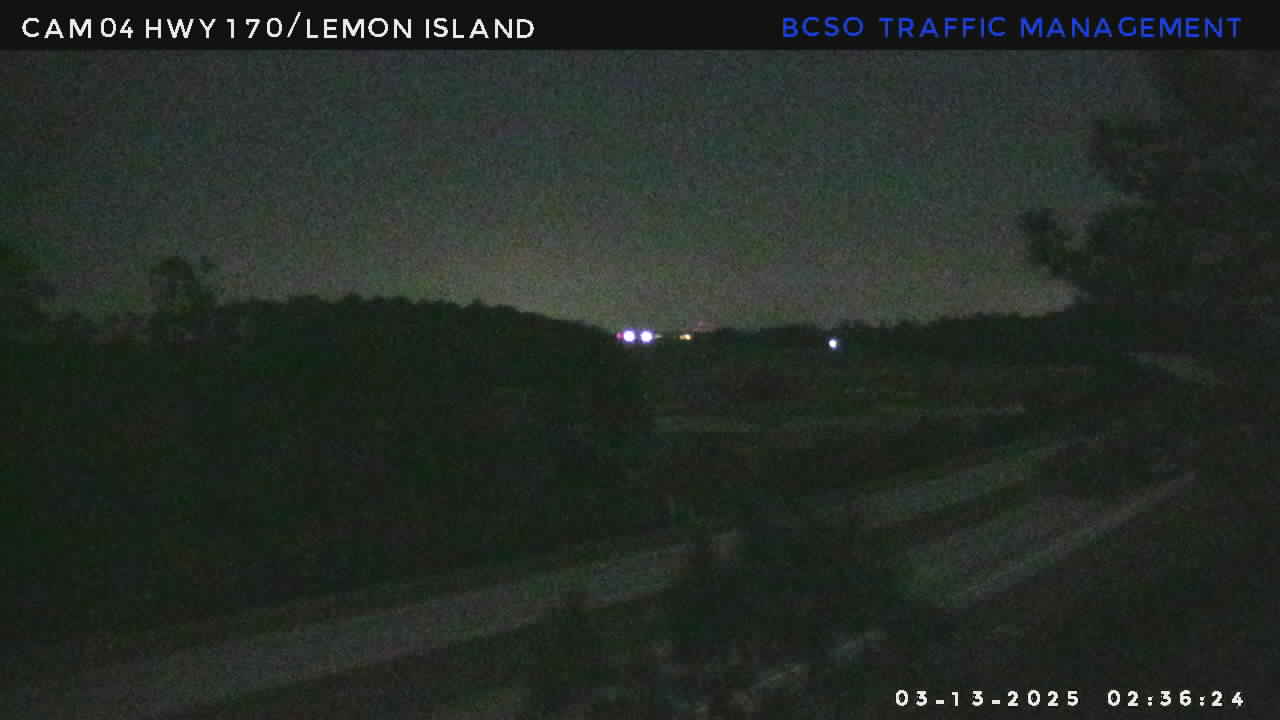 CAM04 HWY 170/LEMON ISLAND
BCSO TRAFFIC MANAGEMENT
03-13-2025 02:36:24